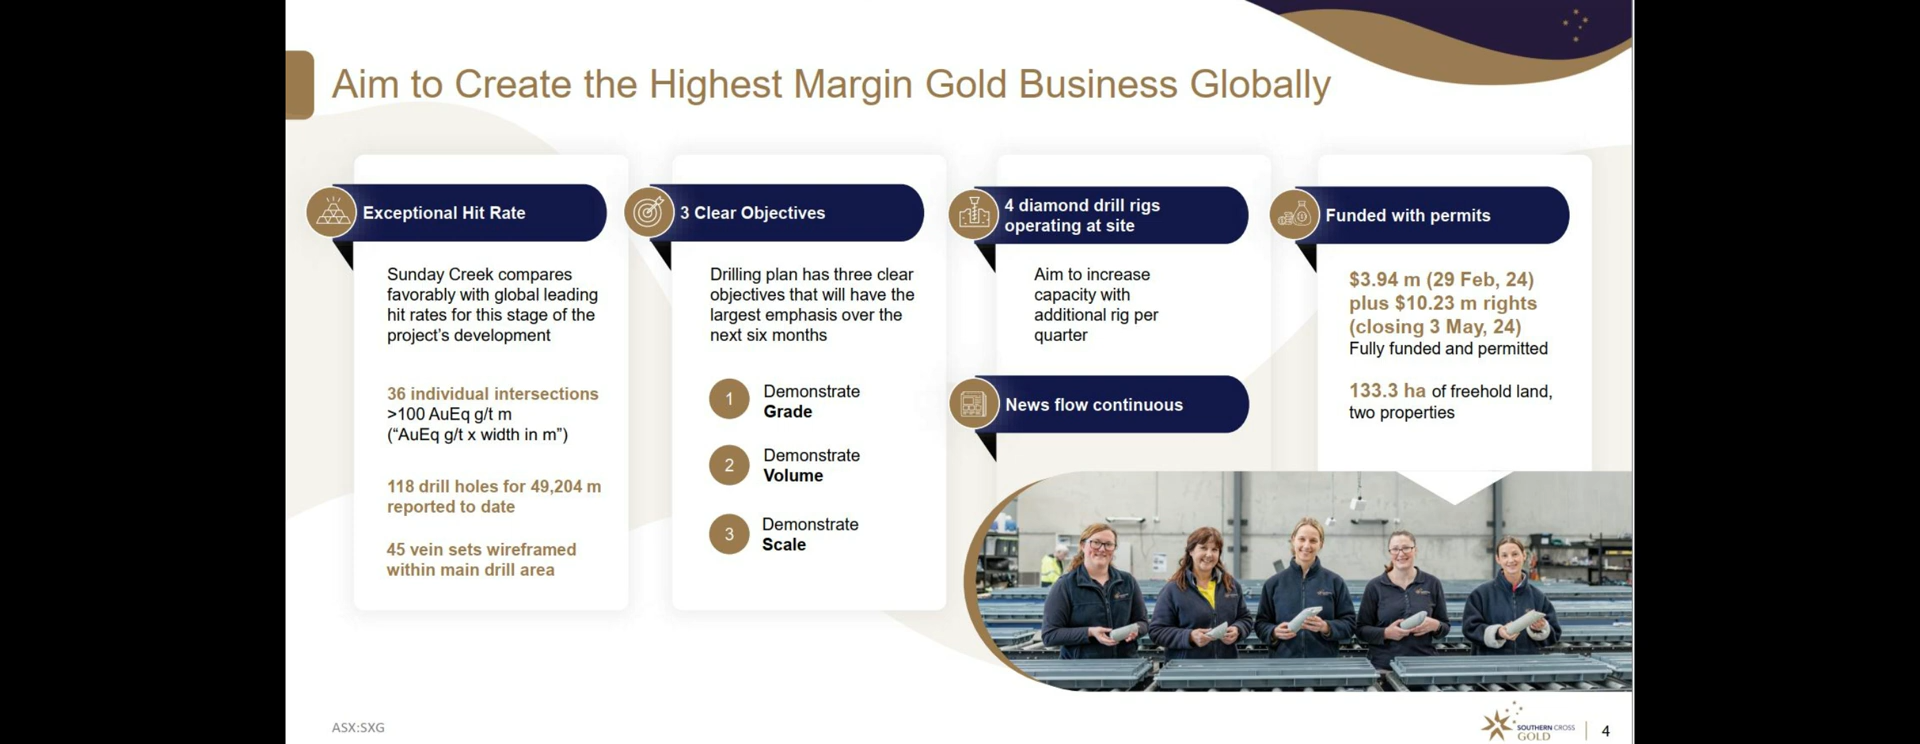 Aim to Create the Highest Margin Gold Business Globally
Exceptional Hit Rate
Sunday Creek compares
favorably with global leading
hit rates for this stage of the
project's development
36 individual intersections
>100 AuEq g/t m
("AuEq g/t x width in m")
118 drill holes for 49,204 m
reported to date
45 vein sets wireframed
within main drill area
3 Clear Objectives
Drilling plan has three clear
objectives that will have the
largest emphasis over the
next six months
1
Demonstrate
Grade
2
Demonstrate
Volume
3
Demonstrate
Scale
4 diamond drill rigs
operating at site
Aim to increase
capacity with
additional rig per
quarter
News flow continuous
Funded with permits
$3.94 m (29 Feb, 24)
plus $10.23 m rights
(closing 3 May, 24)
Fully funded and permitted
133.3 ha of freehold land,
two properties
ASX:SXG
SOUTHERN CROSS
GOLD
4